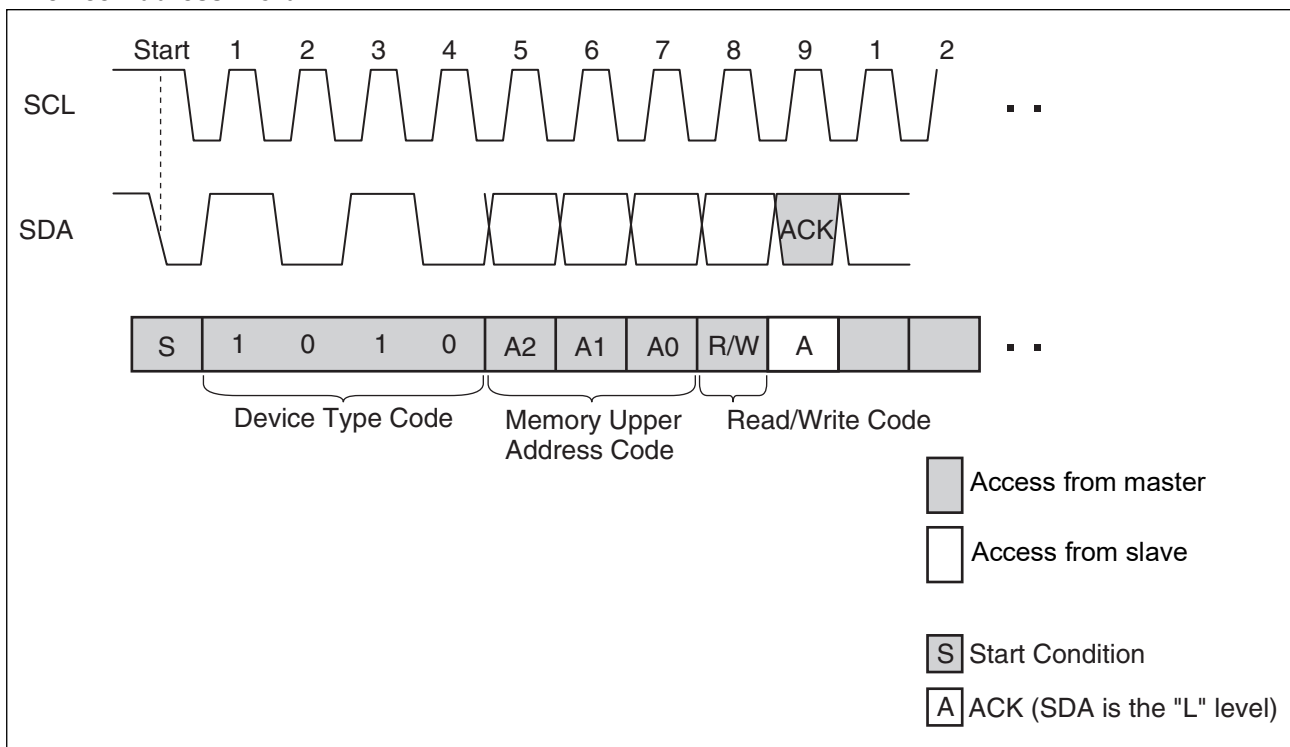 Start 1 2 3 4 5 6 7 8 9 1 2
SCL
SDA
ACK
S 1 0 1 0 A2 A1 A0 R/W A
Device Type Code
Memory Upper
Address Code
Read/Write Code
Access from master
Access from slave
S Start Condition
A ACK (SDA is the "L" level)